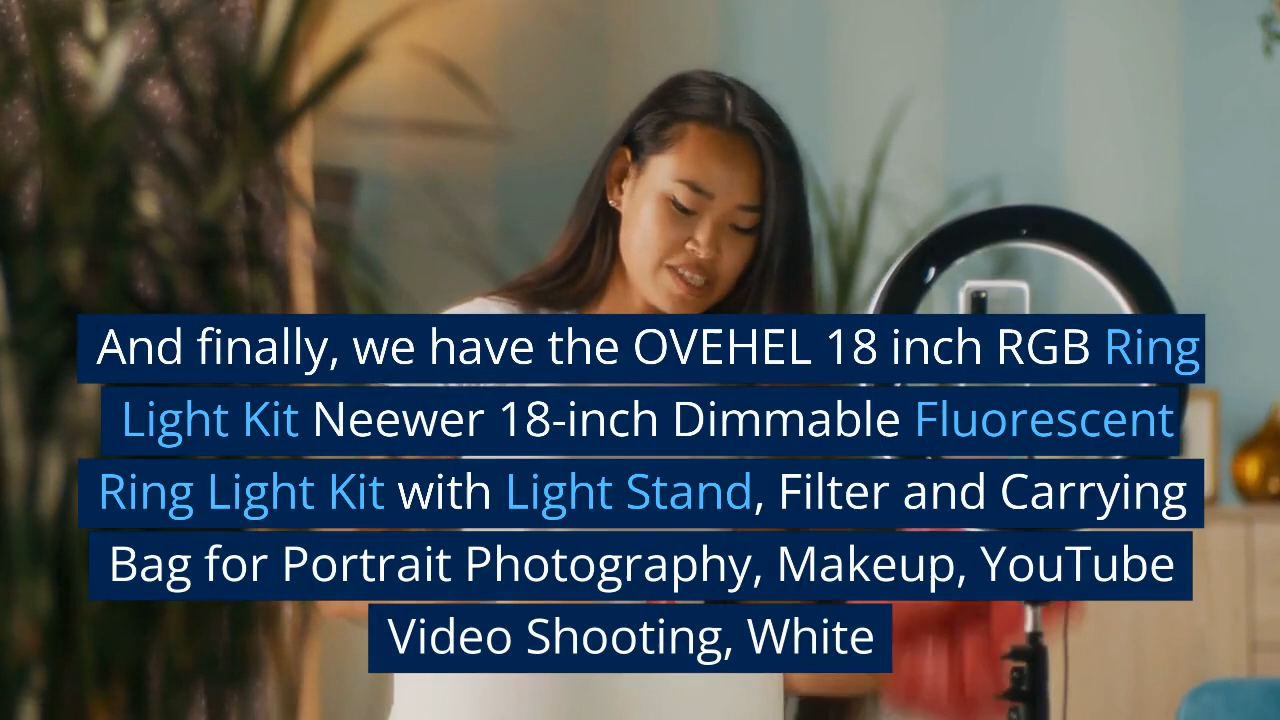 And finally, we have the OVEHEL 18 inch RGB Ring
Light Kit Neewer 18-inch Dimmable Fluorescent
Ring Light Kit with Light Stand, Filter and Carrying
Bag for Portrait Photography, Makeup, YouTube
Video Shooting, White